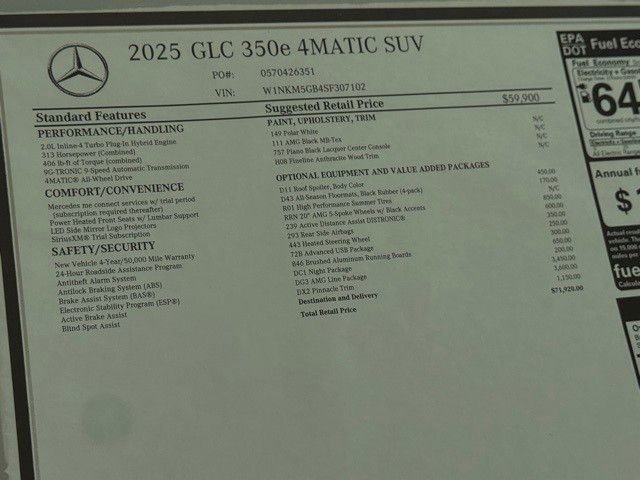 2025 GLC 350e 4MATIC SUV
PO#: 0570426351
VIN: W1NKM5GB4SF307102
Standard Features
Suggested Retail Price $59,900
PERFORMANCE/HANDLING
2.0L Inline-4 Turbo Plug-In Hybrid Engine
313 Horsepower (Combined)
406 lb-ft of Torque (combined)
9G-TRONIC 9-Speed Automatic Transmission
4MATIC® All-Wheel Drive
COMFORT/CONVENIENCE
Mercedes me connect services w/ trial period
(subscription required thereafter)
Power Heated Front Seats w/ Lumbar Support
LED Side Mirror Logo Projectors
SiriusXM® Trial Subscription
SAFETY/SECURITY
New Vehicle 4-Year/50,000 Mile Warranty
24-Hour Roadside Assistance Program
Antitheft Alarm System
Antilock Braking System (ABS)
Brake Assist System (BAS®)
Electronic Stability Program (ESP®)
Active Brake Assist
Blind Spot Assist
PAINT, UPHOLSTERY, TRIM
149 Polar White N/C
111 AMG Black MB-Tex N/C
757 Piano Black Lacquer Center Console N/C
H08 Fineline Anthracite Wood Trim N/C
OPTIONAL EQUIPMENT AND VALUE ADDED PACKAGES
D11 Roof Spoiler, Body Color 450.00
D43 All-Season Floormats, Black Rubber (4-pack) 170.00
R01 High Performance Summer Tires N/C
RRN 20" AMG 5-Spoke Wheels w/ Black Accents 850.00
239 Active Distance Assist DISTRONIC® 600.00
293 Rear Side Airbags 350.00
443 Heated Steering Wheel 250.00
72B Advanced USB Package 300.00
846 Brushed Aluminum Running Boards 650.00
DC1 Night Package 200.00
DG3 AMG Line Package 3,450.00
DX2 Pinnacle Trim 3,600.00
Destination and Delivery 1,150.00
Total Retail Price $71,920.00
EPA
DOT
Fuel Eco
Fuel Economy
Electricity + Gaso
64
Driving Range
Annual f
$
fue